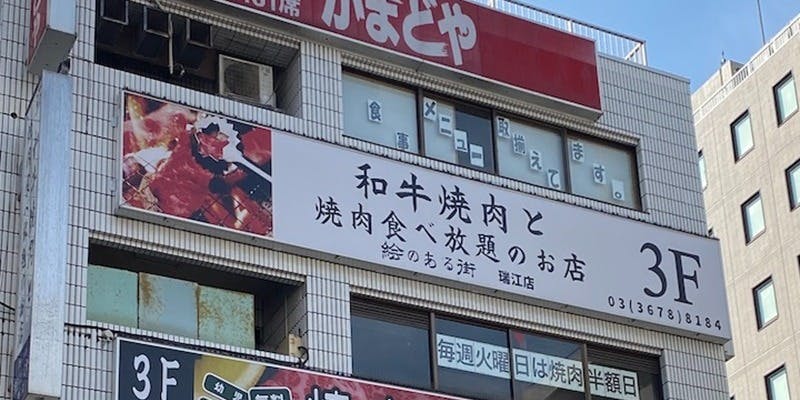 かまどや
食事メニュー取揃えてます。
和牛焼肉と
焼肉食べ放題のお店
絵のある街 瑞江店
3F
03(3678)8184
毎週火曜日は焼肉半額日
3F